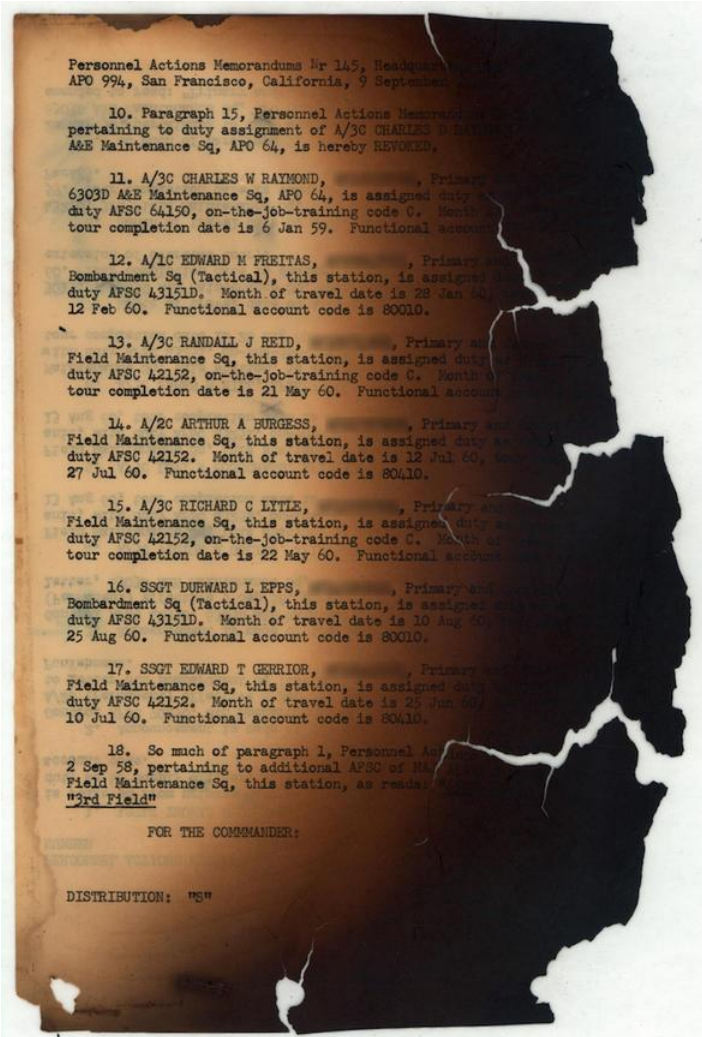 Personnel Actions Memorandums Nr 145, Headquart
APO 994, San Francisco, California, 9 September
10. Paragraph 15, Personnel Actions Memorand
pertaining to duty assignment of A/3C CHARLES D
A&E Maintenance Sq, APO 64, is hereby REVOKED.
11. A/3C CHARLES W RAYMOND, , Primary
6303D A&E Maintenance Sq, APO 64, is assigned duty
duty AFSC 64150, on-the-job-training code C. Month
tour completion date is 6 Jan 59. Functional account
12. A/1C EDWARD M FREITAS, , Primary
Bombardment Sq (Tactical), this station, is assigned
duty AFSC 43151D. Month of travel date is 28 Jan 60,
12 Feb 60. Functional account code is 80010.
13. A/3C RANDALL J REID, , Primary and
Field Maintenance Sq, this station, is assigned duty
duty AFSC 42152, on-the-job-training code C. Month
tour completion date is 21 May 60. Functional account
14. A/2C ARTHUR A BURGESS, , Primary and
Field Maintenance Sq, this station, is assigned duty
duty AFSC 42152. Month of travel date is 12 Jul 60,
27 Jul 60. Functional account code is 80410.
15. A/3C RICHARD C LYTLE, , Primary and
Field Maintenance Sq, this station, is assigned duty
duty AFSC 42152, on-the-job-training code C. Month
tour completion date is 22 May 60. Functional account
16. SSGT DURWARD L EPPS, , Primary and
Bombardment Sq (Tactical), this station, is assigned
duty AFSC 43151D. Month of travel date is 10 Aug 60,
25 Aug 60. Functional account code is 80010.
17. SSGT EDWARD T GERRIOR, , Primary
Field Maintenance Sq, this station, is assigned duty
duty AFSC 42152. Month of travel date is 25 Jun 60,
10 Jul 60. Functional account code is 80410.
18. So much of paragraph 1, Personnel
2 Sep 58, pertaining to additional AFSC of
Field Maintenance Sq, this station, as reads:
"3rd Field"
FOR THE COMMMANDER:
DISTRIBUTION: "S"